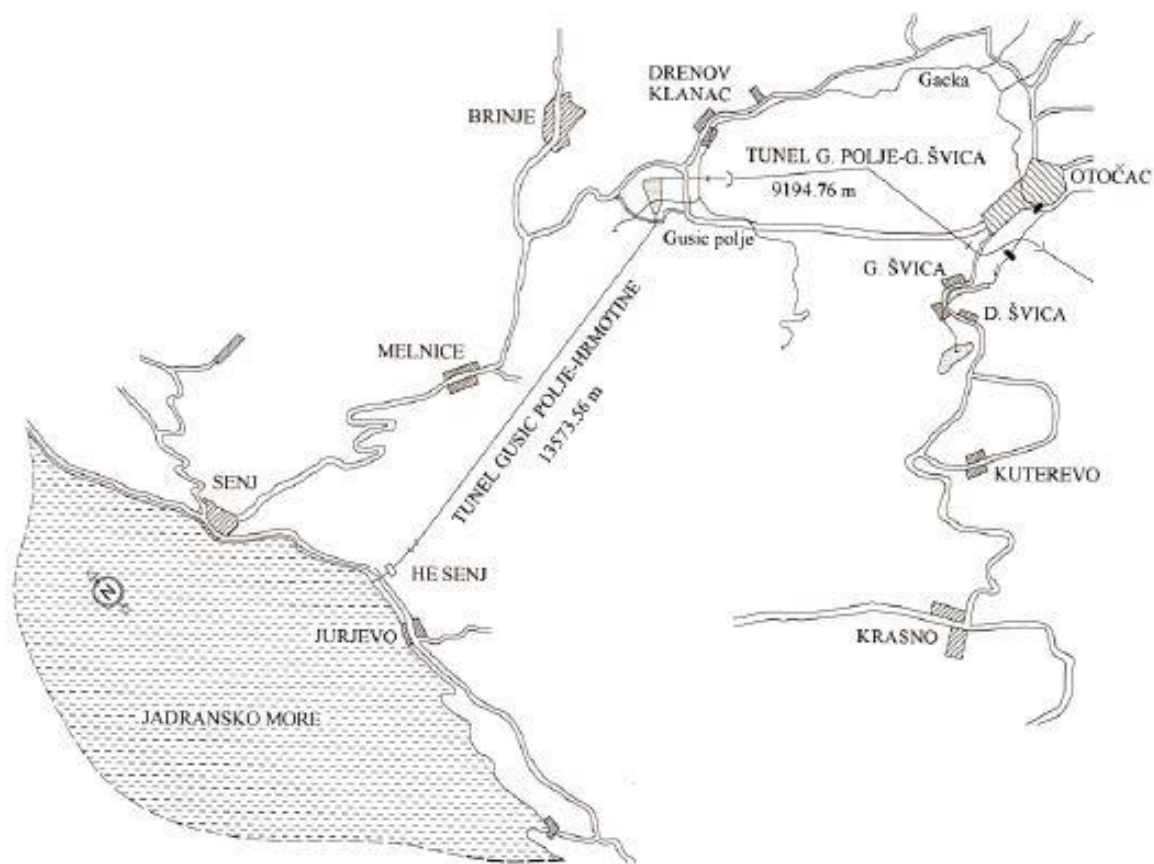 DRENOV
KLANAC
Gacka
BRINJE
TUNEL G. POLJE-G. ŠVICA
9194.76 m
OTOČAC
Gusic polje
G. ŠVICA
D. ŠVICA
MELNICE
TUNEL GUSIC POLJE-HRMOTINE
13573.56 m
SENJ
KUTEREVO
HE SENJ
N
JURJEVO
KRASNO
JADRANSKO MORE